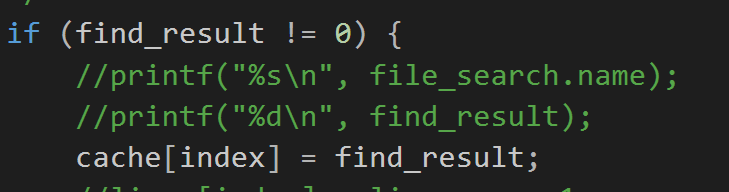 if (find_result != 0) {
//printf("%s\n", file_search.name);
//printf("%d\n", find_result);
cache[index] = find_result;